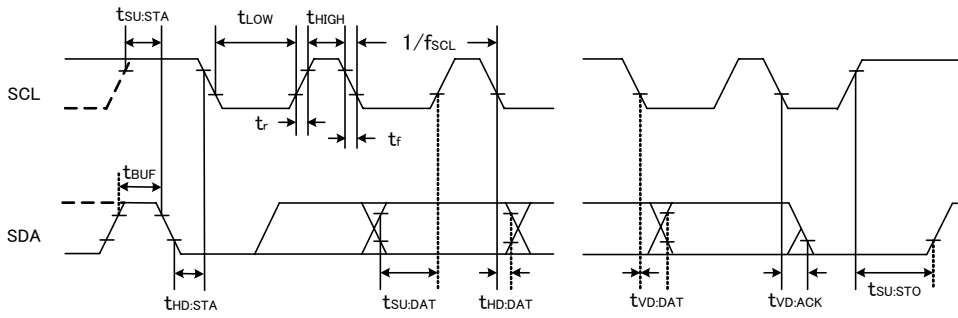 tSU:STA tLOW tHIGH 1/fSCL
SCL
tr tf
tBUF
SDA
tHD:STA tSU:DAT tHD:DAT tVD:DAT tVD:ACK tSU:STO